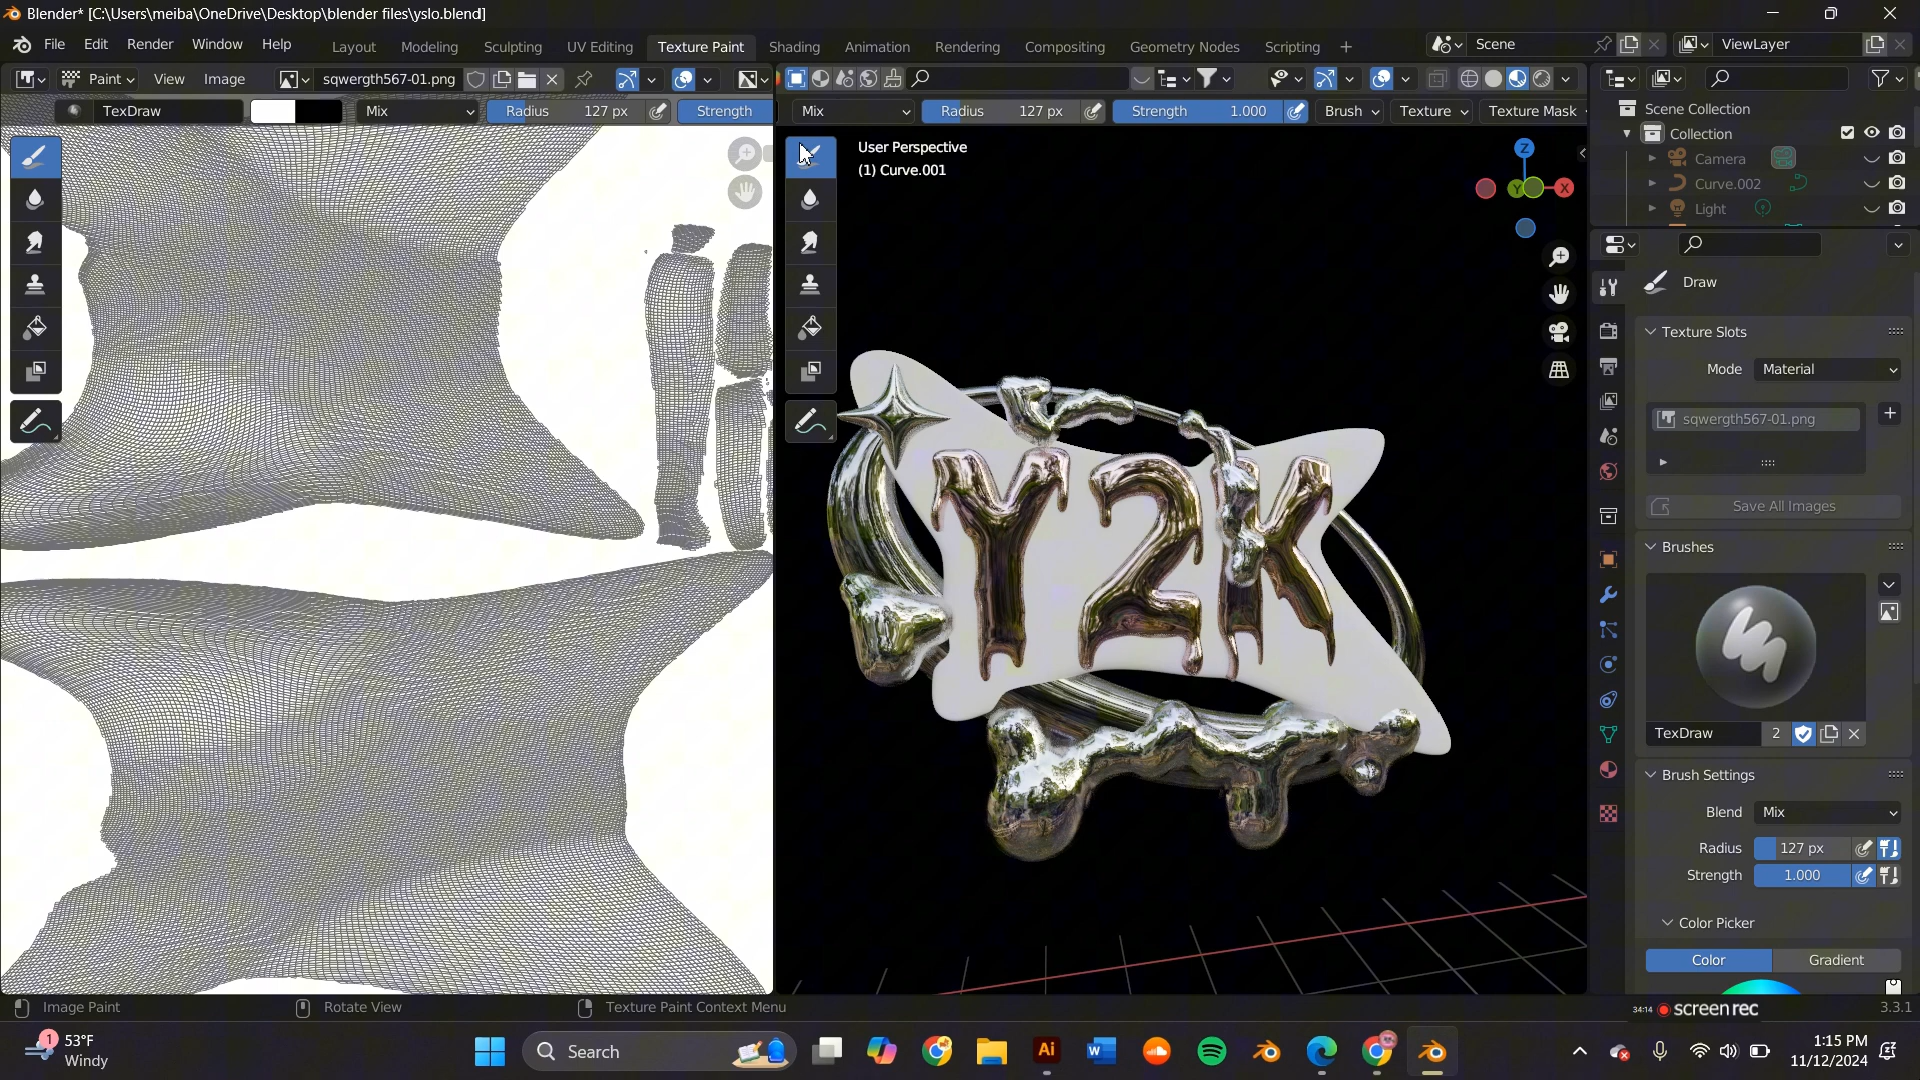 Blender* [C:\Users\meiba\OneDrive\Desktop\blender files\yslo.blend]
File Edit Render Window Help Layout Modeling Sculpting UV Editing Texture Paint Shading Animation Rendering Compositing Geometry Nodes Scripting + Scene ViewLayer
Paint View Image sqwergth567-01.png
TexDraw Mix Radius 127 px Strength Mix Radius 127 px Strength 1.000 Brush Texture Texture Mask
User Perspective
(1) Curve.001
Z
Y
X
Y2K
Scene Collection
Collection
Camera
Curve.002
Light
Draw
Texture Slots
Mode Material
sqwergth567-01.png
Save All Images
Brushes
TexDraw 2
Brush Settings
Blend Mix
Radius 127 px
Strength 1.000
Color Picker
Color Gradient
Image Paint Rotate View Texture Paint Context Menu
34:14 screenrec 3.3.1
1 53°F
Windy
Search
Ai
W
1:15 PM
11/12/2024